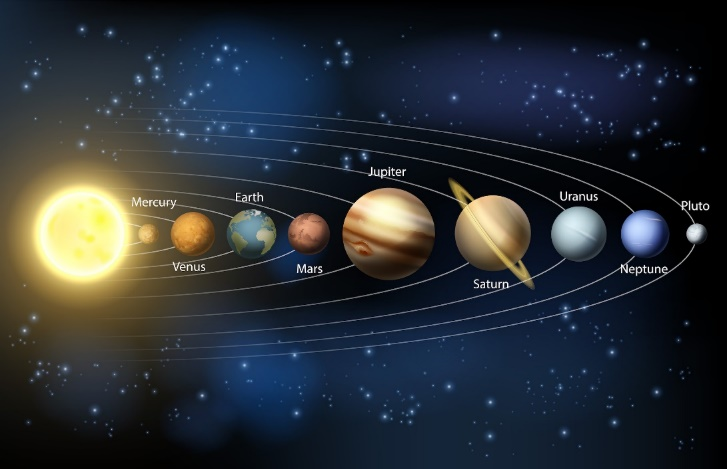 Mercury
Venus
Earth
Mars
Jupiter
Saturn
Uranus
Neptune
Pluto